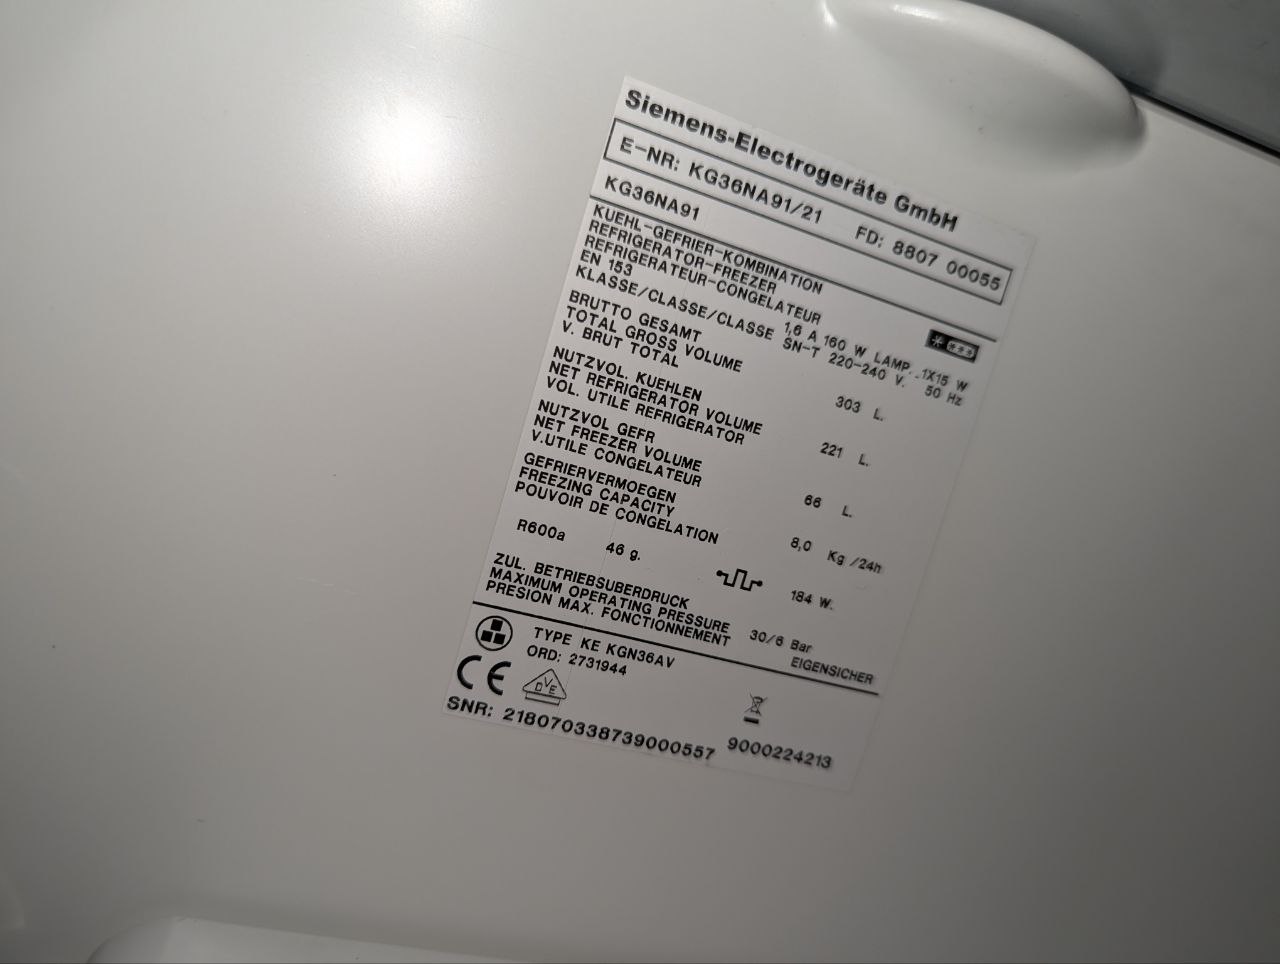 Siemens-Electrogeräte GmbH
E-NR: KG36NA91/21 FD: 8807 00055
KG36NA91
KUEHL-GEFRIER-KOMBINATION
REFRIGERATOR-FREEZER
REFRIGERATEUR-CONGELATEUR
EN 153 1,6 A 160 W LAMP. 1X15 W
KLASSE/CLASSE/CLASSE SN-T 220-240 V. 50 Hz
BRUTTO GESAMT
TOTAL GROSS VOLUME 303 L.
V. BRUT TOTAL
NUTZVOL. KUEHLEN
NET REFRIGERATOR VOLUME 221 L.
VOL. UTILE REFRIGERATOR
NUTZVOL GEFR
NET FREEZER VOLUME 66 L.
V.UTILE CONGELATEUR
GEFRIERVERMOEGEN
FREEZING CAPACITY 8,0 Kg /24h
POUVOIR DE CONGELATION
R600a 46 g. 184 W.
ZUL. BETRIEBSUBERDRUCK
MAXIMUM OPERATING PRESSURE 30/6 Bar
PRESION MAX. FONCTIONNEMENT EIGENSICHER
TYPE KE KGN36AV
ORD: 2731944
CE DVE
SNR: 218070338739000557 9000224213